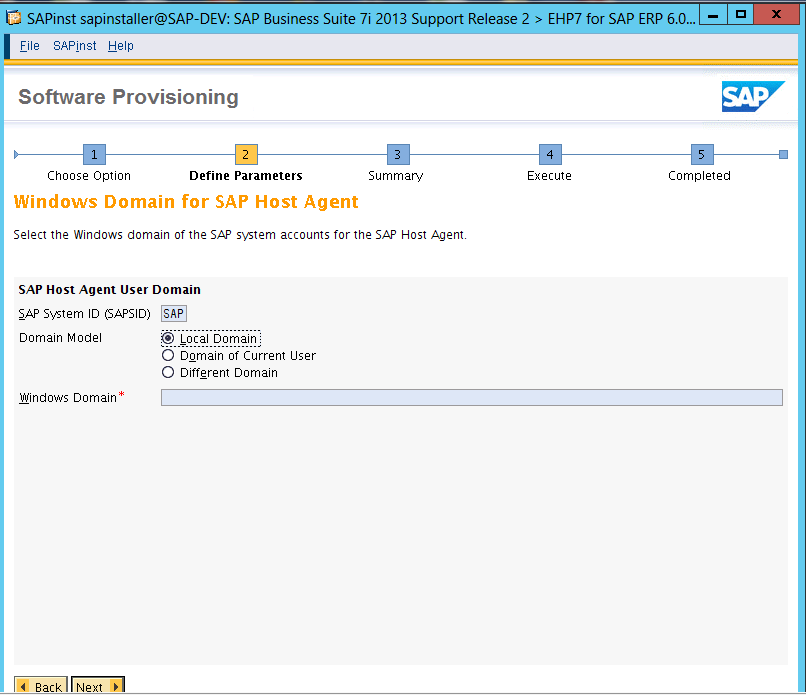 SAPinst sapinstaller@SAP-DEV: SAP Business Suite 7i 2013 Support Release 2 > EHP7 for SAP ERP 6.0...
File SAPinst Help
Software Provisioning
SAP
1 2 3 4 5
Choose Option Define Parameters Summary Execute Completed
Windows Domain for SAP Host Agent
Select the Windows domain of the SAP system accounts for the SAP Host Agent.
SAP Host Agent User Domain
SAP System ID (SAPSID) SAP
Domain Model Local Domain
Domain of Current User
Different Domain
Windows Domain*
Back Next